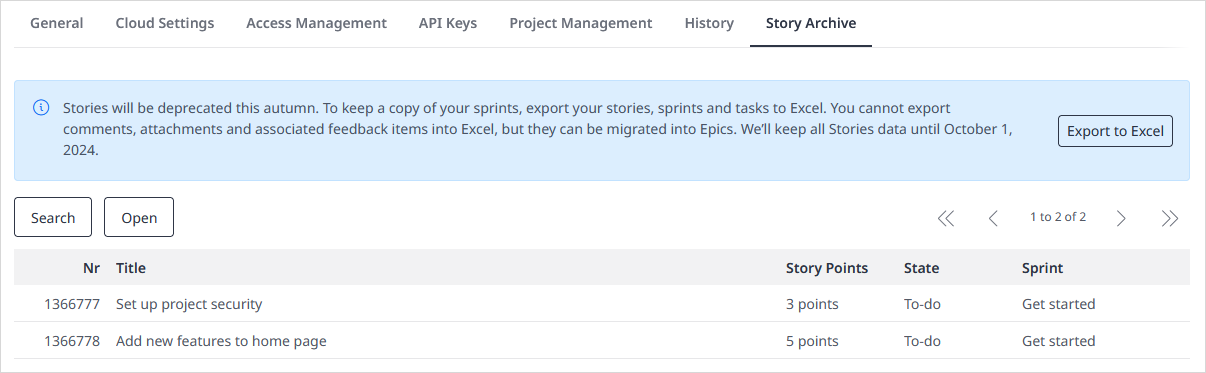 General Cloud Settings Access Management API Keys Project Management History Story Archive
Stories will be deprecated this autumn. To keep a copy of your sprints, export your stories, sprints and tasks to Excel. You cannot export
comments, attachments and associated feedback items into Excel, but they can be migrated into Epics. We’ll keep all Stories data until October 1,
2024.
Export to Excel
Search Open 1 to 2 of 2
Nr Title Story Points State Sprint
1366777 Set up project security 3 points To-do Get started
1366778 Add new features to home page 5 points To-do Get started